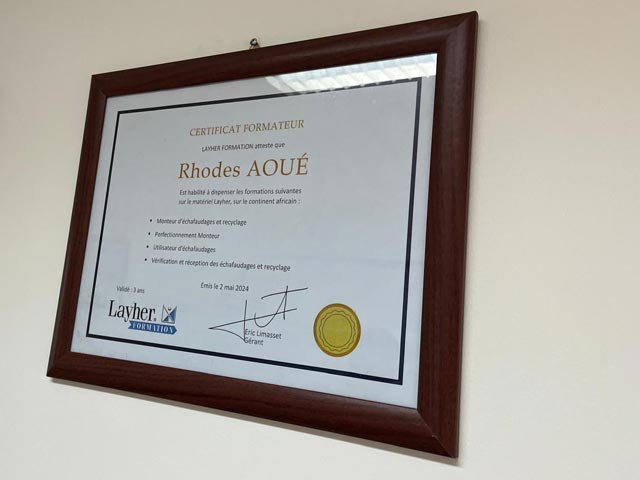 CERTIFICAT FORMATEUR
LAYHER FORMATION atteste que
Rhodes AOUÉ
Est habilité à dispenser les formations suivantes
sur le matériel Layher, sur le continent africain :
• Monteur d'échafaudages et recyclage
• Perfectionnement Monteur
• Utilisateur d'échafaudages
• Vérification et réception des échafaudages et recyclage
Validé : 3 ans
Emis le 2 mai 2024
Layher.
FORMATION
Eric Limasset
Gérant